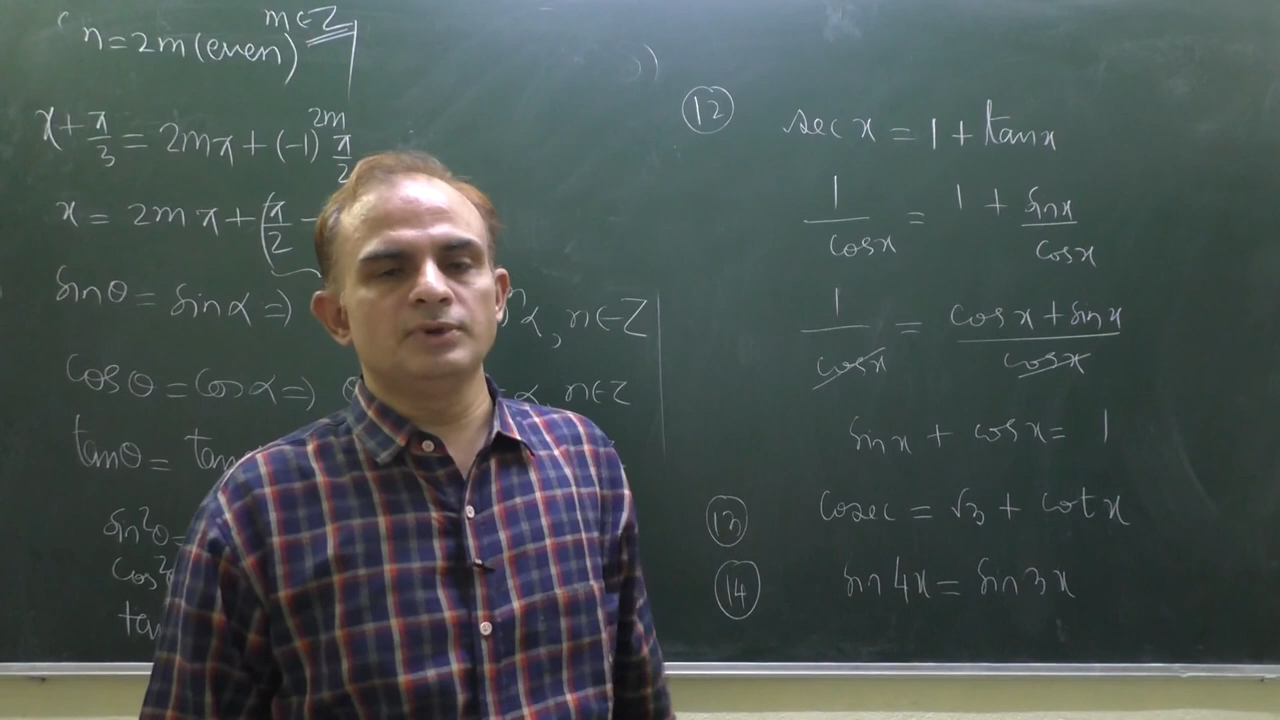 m∈Z
n=2m(even)
x+π/3 = 2mπ+(-1)^2m π/2
x = 2mπ+(π/2 -
sinθ = sinα ⇒ α, n∈Z
cosθ = cosα ⇒ α, n∈Z
tanθ = tan
sin²θ=
cos²
(12) sec x = 1 + tan x
1/cos x = 1 + sin x/cos x
1/cos x = cos x + sin x/cos x
sin x + cos x = 1
(13) cosec = √3 + cot x
(14) sin 4x = sin 3x